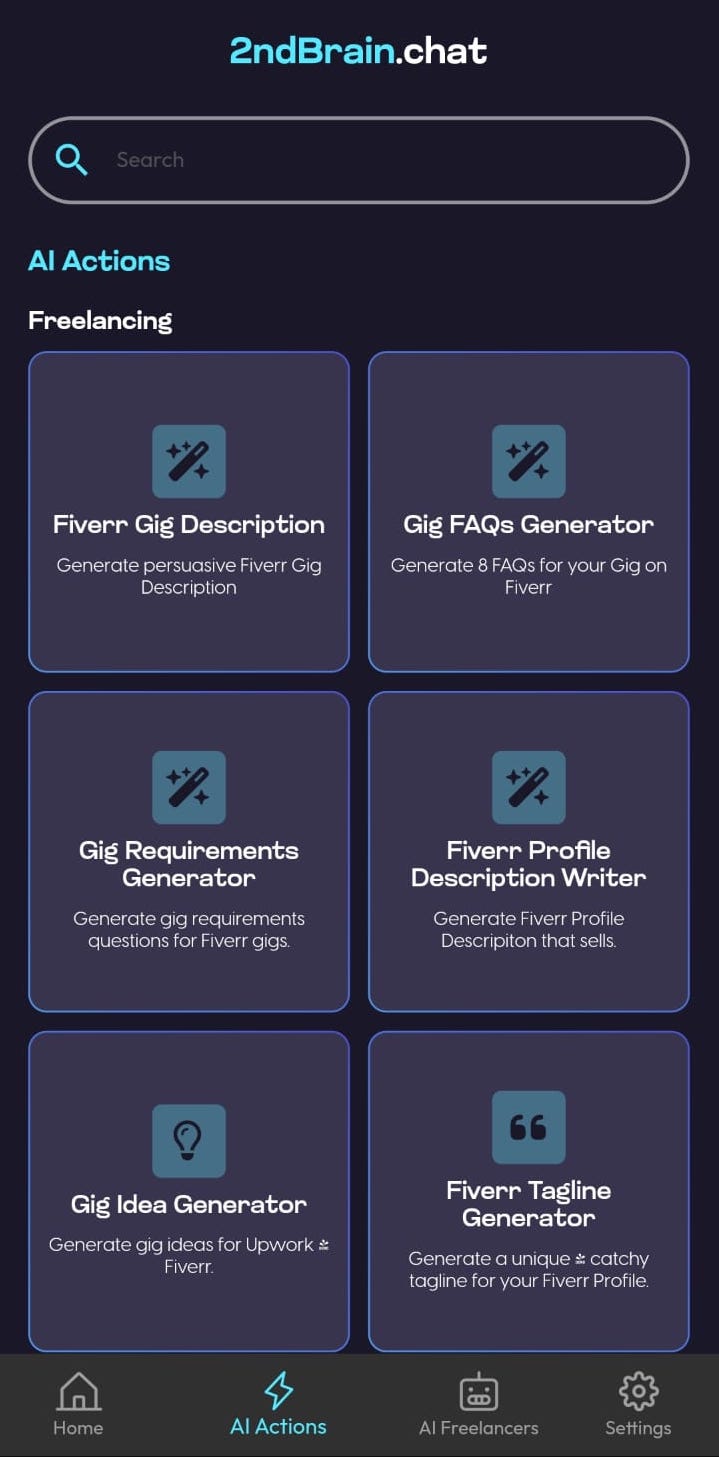 2ndBrain.chat
Search
AI Actions
Freelancing
Fiverr Gig Description
Generate persuasive Fiverr Gig
Description
Gig FAQs Generator
Generate 8 FAQs for your Gig on
Fiverr
Gig Requirements
Generator
Generate gig requirements
questions for Fiverr gigs.
Fiverr Profile
Description Writer
Generate Fiverr Profile
Descripiton that sells.
Gig Idea Generator
Generate gig ideas for Upwork &
Fiverr.
Fiverr Tagline
Generator
Generate a unique & catchy
tagline for your Fiverr Profile.
Home
AI Actions
AI Freelancers
Settings